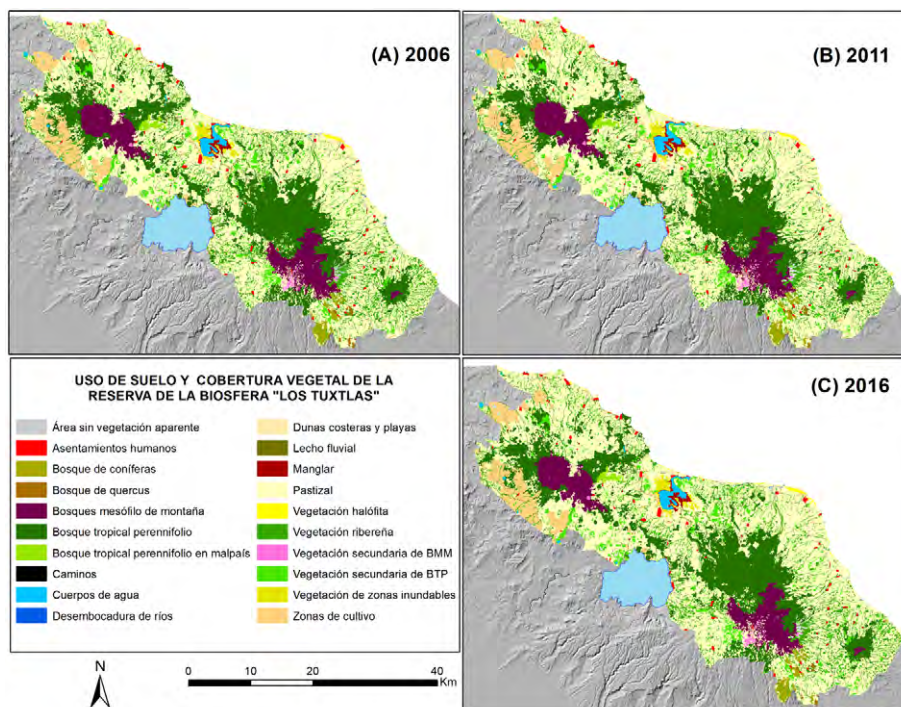 (A) 2006
(B) 2011
USO DE SUELO Y COBERTURA VEGETAL DE LA
RESERVA DE LA BIOSFERA "LOS TUXTLAS"
Área sin vegetación aparente
Asentamientos humanos
Bosque de coníferas
Bosque de quercus
Bosques mesófilo de montaña
Bosque tropical perennifolio
Bosque tropical perennifolio en malpaís
Caminos
Cuerpos de agua
Desembocadura de ríos
Dunas costeras y playas
Lecho fluvial
Manglar
Pastizal
Vegetación halófita
Vegetación ribereña
Vegetación secundaria de BMM
Vegetación secundaria de BTP
Vegetación de zonas inundables
Zonas de cultivo
N
0 10 20 40
Km
(C) 2016